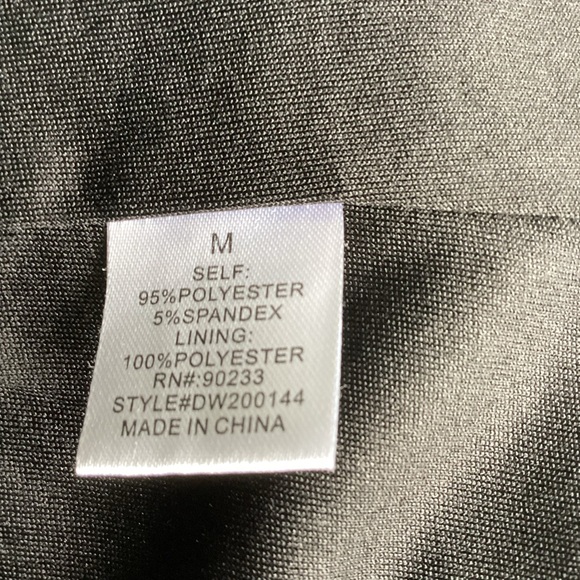 M
SELF:
95%POLYESTER
5%SPANDEX
LINING:
100%POLYESTER
RN#:90233
STYLE#DW200144
MADE IN CHINA